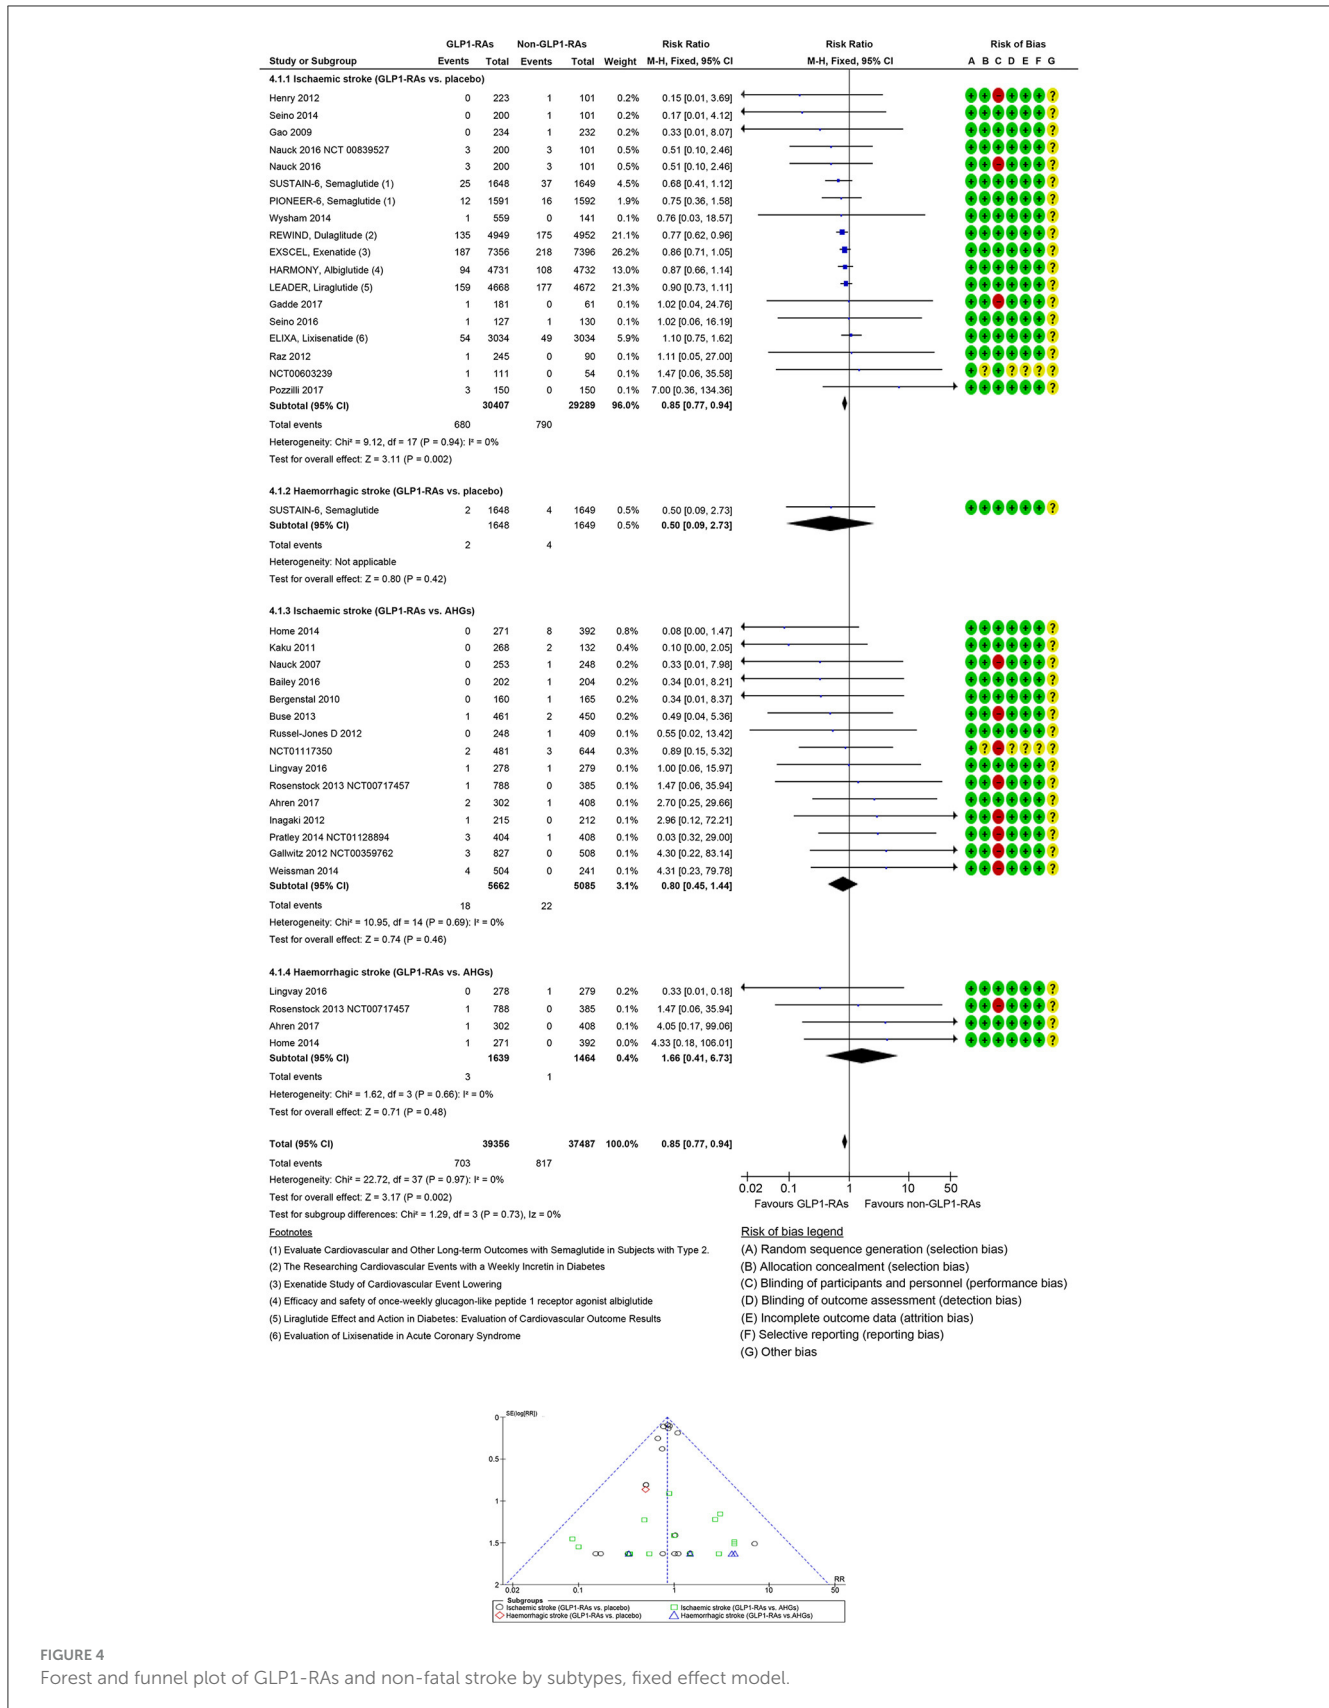 GLP1-RAs Non-GLP1-RAs Risk Ratio Risk Ratio Risk of Bias
Study or Subgroup Events Total Events Total Weight M-H, Fixed, 95% CI M-H, Fixed, 95% CI A B C D E F G
4.1.1 Ischaemic stroke (GLP1-RAs vs. placebo)
Henry 2012 0 223 1 101 0.2% 0.15 [0.01, 3.69] + + - + + + ?
Seino 2014 0 200 1 101 0.2% 0.17 [0.01, 4.12] + + + + + + ?
Gao 2009 0 234 1 232 0.2% 0.33 [0.01, 8.07] + + + + + + ?
Nauck 2016 NCT 00839527 3 200 3 101 0.5% 0.51 [0.10, 2.46] + + + + + + ?
Nauck 2016 3 200 3 101 0.5% 0.51 [0.10, 2.46] + + - + + + ?
SUSTAIN-6, Semaglutide (1) 25 1648 37 1649 4.5% 0.68 [0.41, 1.12] + + + + + + ?
PIONEER-6, Semaglutide (1) 12 1591 16 1592 1.9% 0.75 [0.36, 1.58] + + + + + + ?
Wysham 2014 1 559 0 141 0.1% 0.76 [0.03, 18.57] + + + + + + ?
REWIND, Dulaglitude (2) 135 4949 175 4952 21.1% 0.77 [0.62, 0.96] + + + + + + ?
EXSCEL, Exenatide (3) 187 7356 218 7396 26.2% 0.86 [0.71, 1.05] + + + + + + ?
HARMONY, Albiglutide (4) 94 4731 108 4732 13.0% 0.87 [0.66, 1.14] + + + + + + ?
LEADER, Liraglutide (5) 159 4668 177 4672 21.3% 0.90 [0.73, 1.11] + + + + + + ?
Gadde 2017 1 181 0 61 0.1% 1.02 [0.04, 24.76] + + - + + + ?
Seino 2016 1 127 1 130 0.1% 1.02 [0.06, 16.19] + + + + + + ?
ELIXA, Lixisenatide (6) 54 3034 49 3034 5.9% 1.10 [0.75, 1.62] + + + + + + ?
Raz 2012 1 245 0 90 0.1% 1.11 [0.05, 27.00] + + + + + + ?
NCT00603239 1 111 0 54 0.1% 1.47 [0.06, 35.58] + ? + ? ? ? ?
Pozzilli 2017 3 150 0 150 0.1% 7.00 [0.36, 134.36] + + + + + + ?
Subtotal (95% CI) 30407 29289 96.0% 0.85 [0.77, 0.94]
Total events 680 790
Heterogeneity: Chi² = 9.12, df = 17 (P = 0.94): I² = 0%
Test for overall effect: Z = 3.11 (P = 0.002)
4.1.2 Haemorrhagic stroke (GLP1-RAs vs. placebo)
SUSTAIN-6, Semaglutide 2 1648 4 1649 0.5% 0.50 [0.09, 2.73] + + + + + + ?
Subtotal (95% CI) 1648 1649 0.5% 0.50 [0.09, 2.73]
Total events 2 4
Heterogeneity: Not applicable
Test for overall effect: Z = 0.80 (P = 0.42)
4.1.3 Ischaemic stroke (GLP1-RAs vs. AHGs)
Home 2014 0 271 8 392 0.8% 0.08 [0.00, 1.47] + + + + + + ?
Kaku 2011 0 268 2 132 0.4% 0.10 [0.00, 2.05] + + + + + + ?
Nauck 2007 0 253 1 248 0.2% 0.33 [0.01, 7.98] + + - + + + ?
Bailey 2016 0 202 1 204 0.2% 0.34 [0.01, 8.21] + + + + + + ?
Bergenstal 2010 0 160 1 165 0.2% 0.34 [0.01, 8.37] + + + + + + ?
Buse 2013 1 461 2 450 0.2% 0.49 [0.04, 5.36] + + - + + + ?
Russel-Jones D 2012 0 248 1 409 0.1% 0.55 [0.02, 13.42] + + + + + + ?
NCT01117350 2 481 3 644 0.3% 0.89 [0.15, 5.32] + ? - ? ? ? ?
Lingvay 2016 1 278 1 279 0.1% 1.00 [0.06, 15.97] + + + + + + ?
Rosenstock 2013 NCT00717457 1 788 0 385 0.1% 1.47 [0.06, 35.94] + + - + + + ?
Ahren 2017 2 302 1 408 0.1% 2.70 [0.25, 29.66] + + + + + + ?
Inagaki 2012 1 215 0 212 0.1% 2.96 [0.12, 72.21] + + - + + + ?
Pratley 2014 NCT01128894 3 404 1 408 0.1% 0.03 [0.32, 29.00] + + - + + + ?
Gallwitz 2012 NCT00359762 3 827 0 508 0.1% 4.30 [0.22, 83.14] + + - + + + ?
Weissman 2014 4 504 0 241 0.1% 4.31 [0.23, 79.78] + + - + + + ?
Subtotal (95% CI) 5662 5085 3.1% 0.80 [0.45, 1.44]
Total events 18 22
Heterogeneity: Chi² = 10.95, df = 14 (P = 0.69): I² = 0%
Test for overall effect: Z = 0.74 (P = 0.46)
4.1.4 Haemorrhagic stroke (GLP1-RAs vs. AHGs)
Lingvay 2016 0 278 1 279 0.2% 0.33 [0.01, 0.18] + + + + + + ?
Rosenstock 2013 NCT00717457 1 788 0 385 0.1% 1.47 [0.06, 35.94] + + - + + + ?
Ahren 2017 1 302 0 408 0.1% 4.05 [0.17, 99.06] + + + + + + ?
Home 2014 1 271 0 392 0.0% 4.33 [0.18, 106.01] + + + + + + ?
Subtotal (95% CI) 1639 1464 0.4% 1.66 [0.41, 6.73]
Total events 3 1
Heterogeneity: Chi² = 1.62, df = 3 (P = 0.66): I² = 0%
Test for overall effect: Z = 0.71 (P = 0.48)
Total (95% CI) 39356 37487 100.0% 0.85 [0.77, 0.94]
Total events 703 817
Heterogeneity: Chi² = 22.72, df = 37 (P = 0.97): I² = 0%
Test for overall effect: Z = 3.17 (P = 0.002)
Test for subgroup differences: Chi² = 1.29, df = 3 (P = 0.73), Iz = 0%
0.02 0.1 1 10 50
Favours GLP1-RAs Favours non-GLP1-RAs
Footnotes
(1) Evaluate Cardiovascular and Other Long-term Outcomes with Semaglutide in Subjects with Type 2.
(2) The Researching Cardiovascular Events with a Weekly Incretin in Diabetes
(3) Exenatide Study of Cardiovascular Event Lowering
(4) Efficacy and safety of once-weekly glucagon-like peptide 1 receptor agonist albiglutide
(5) Liraglutide Effect and Action in Diabetes: Evaluation of Cardiovascular Outcome Results
(6) Evaluation of Lixisenatide in Acute Coronary Syndrome
Risk of bias legend
(A) Random sequence generation (selection bias)
(B) Allocation concealment (selection bias)
(C) Blinding of participants and personnel (performance bias)
(D) Blinding of outcome assessment (detection bias)
(E) Incomplete outcome data (attrition bias)
(F) Selective reporting (reporting bias)
(G) Other bias
SE(log[RR])
0
0.5
1
1.5
2
0.02 0.1 1 10 50
RR
Subgroups
Ischaemic stroke (GLP1-RAs vs. placebo) Ischaemic stroke (GLP1-RAs vs. AHGs)
Haemorrhagic stroke (GLP1-RAs vs. placebo) Haemorrhagic stroke (GLP1-RAs vs.AHGs)
FIGURE 4
Forest and funnel plot of GLP1-RAs and non-fatal stroke by subtypes, fixed effect model.